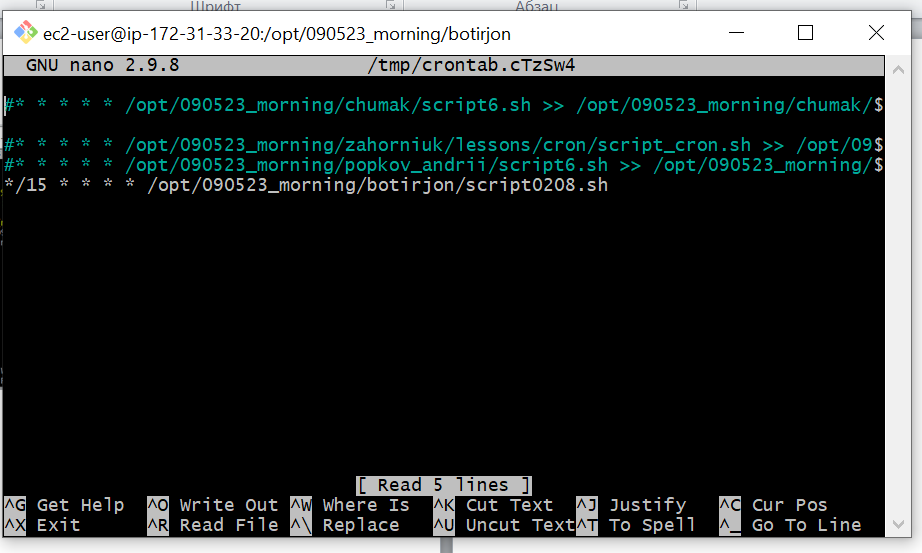 Шрифт Абзац
ec2-user@ip-172-31-33-20:/opt/090523_morning/botirjon
GNU nano 2.9.8 /tmp/crontab.cTzSw4
#* * * * * /opt/090523_morning/chumak/script6.sh >> /opt/090523_morning/chumak/$
#* * * * * /opt/090523_morning/zahorniuk/lessons/cron/script_cron.sh >> /opt/09$
#* * * * * /opt/090523_morning/popkov_andrii/script6.sh >> /opt/090523_morning/$
*/15 * * * * /opt/090523_morning/botirjon/script0208.sh
[ Read 5 lines ]
^G Get Help ^O Write Out ^W Where Is ^K Cut Text ^J Justify ^C Cur Pos
^X Exit ^R Read File ^\ Replace ^U Uncut Text ^T To Spell ^_ Go To Line